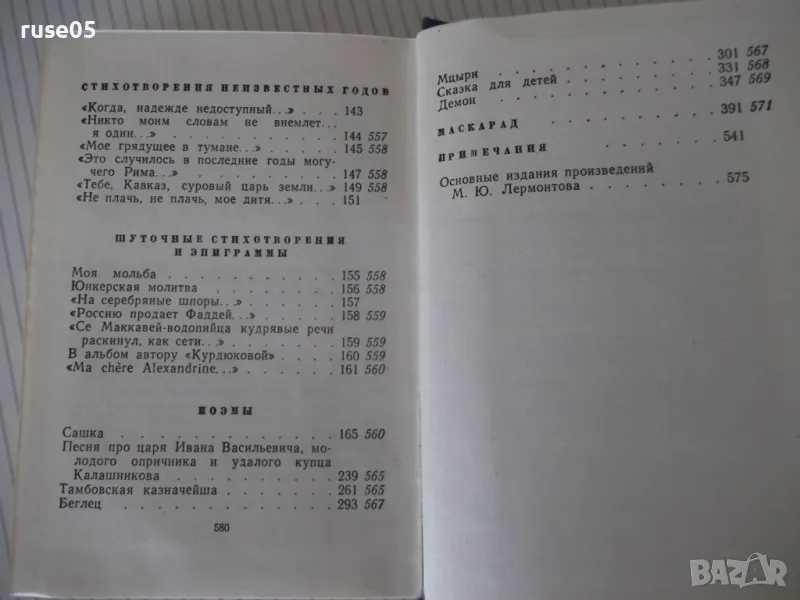 ruse05
СТИХОТВОРЕНИЯ НЕИЗВЕСТНЫХ ГОДОВ
«Когда, надежде недоступный...» . . . 143
«Никто моим словам не внемлет...
я один...» . . . . . . . . . 144 557
«Мое грядущее в тумане...» . . . . 145 558
«Это случилось в последние годы могу-
чего Рима...» . . . . . . . . 147 558
«Тебе, Кавказ, суровый царь земли...» 149 558
«Не плачь, не плачь, мое дитя...» . . 151
ШУТОЧНЫЕ СТИХОТВОРЕНИЯ
И ЭПИГРАММЫ
Моя мольба . . . . . . . . . . 155 558
Юнкерская молитва . . . . . . . 156 558
«На серебряные шпоры...» . . . . 157
«Россию продает Фаддей...» . . . . 158 559
«Се Маккавей-водопийца кудрявые речи
раскинул, как сети...» . . . . . . 159 559
В альбом автору «Курдюковой» . . . 160 559
«Ma chère Alexandrine...» . . . . . 161 560
ПОЭМЫ
Сашка . . . . . . . . . . . . 165 560
Песня про царя Ивана Васильевича, мо-
лодого опричника и удалого купца
Калашникова . . . . . . . . . 239 565
Тамбовская казначейша . . . . . . 261 565
Беглец . . . . . . . . . . . . 293 567
580
Мцыри . . . . . . . . . . . . 301 567
Сказка для детей . . . . . . . . 331 568
Демон . . . . . . . . . . . . 347 569
МАСКАРАД . . . . . . . . . . 391 571
ПРИМЕЧАНИЯ . . . . . . . . . 541
Основные издания произведений
М. Ю. Лермонтова . . . . . . . 575
BAZAR